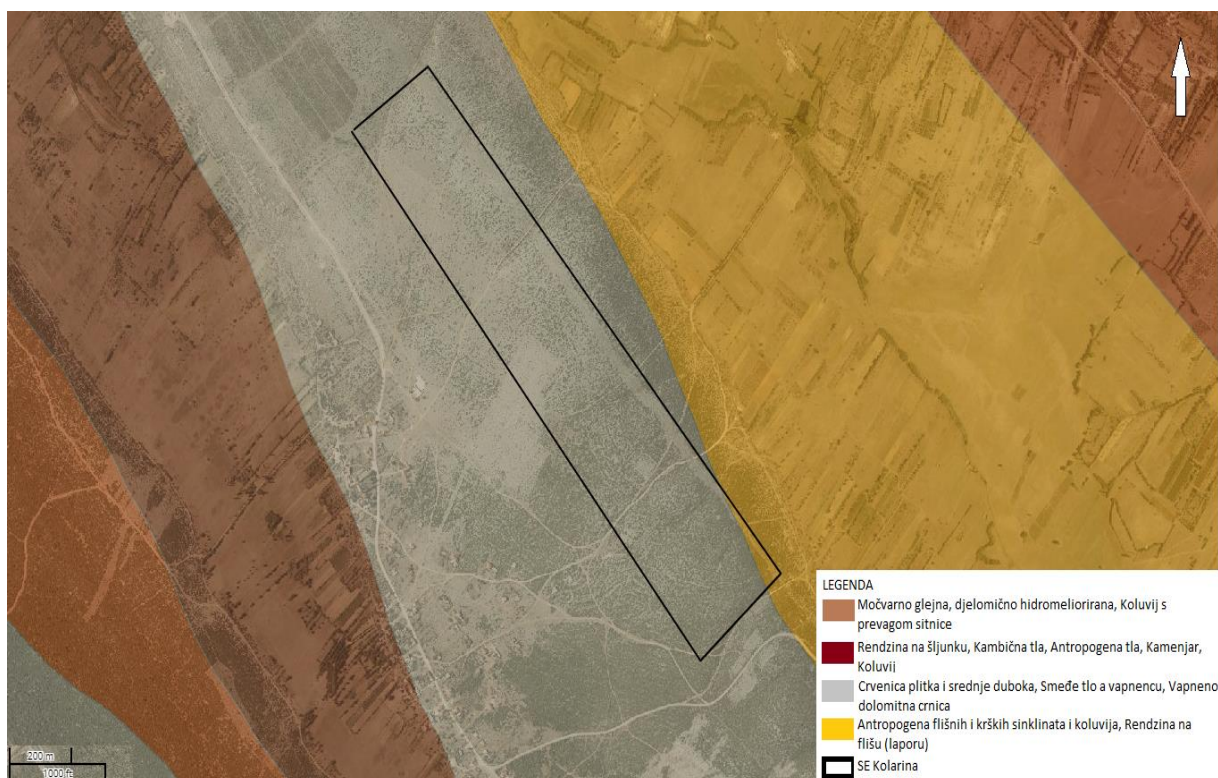 LEGENDA
Močvarno glejna, djelomično hidromeliorirana, Koluvij s
prevagom sitnice
Rendzina na šljunku, Kambična tla, Antropogena tla, Kamenjar,
Koluvij
Crvenica plitka i srednje duboka, Smeđe tlo a vapnencu, Vapneno
dolomitna crnica
Antropogena flišnih i krških sinklinata i koluvija, Rendzina na
flišu (laporu)
SE Kolarina
200 m
1000 ft